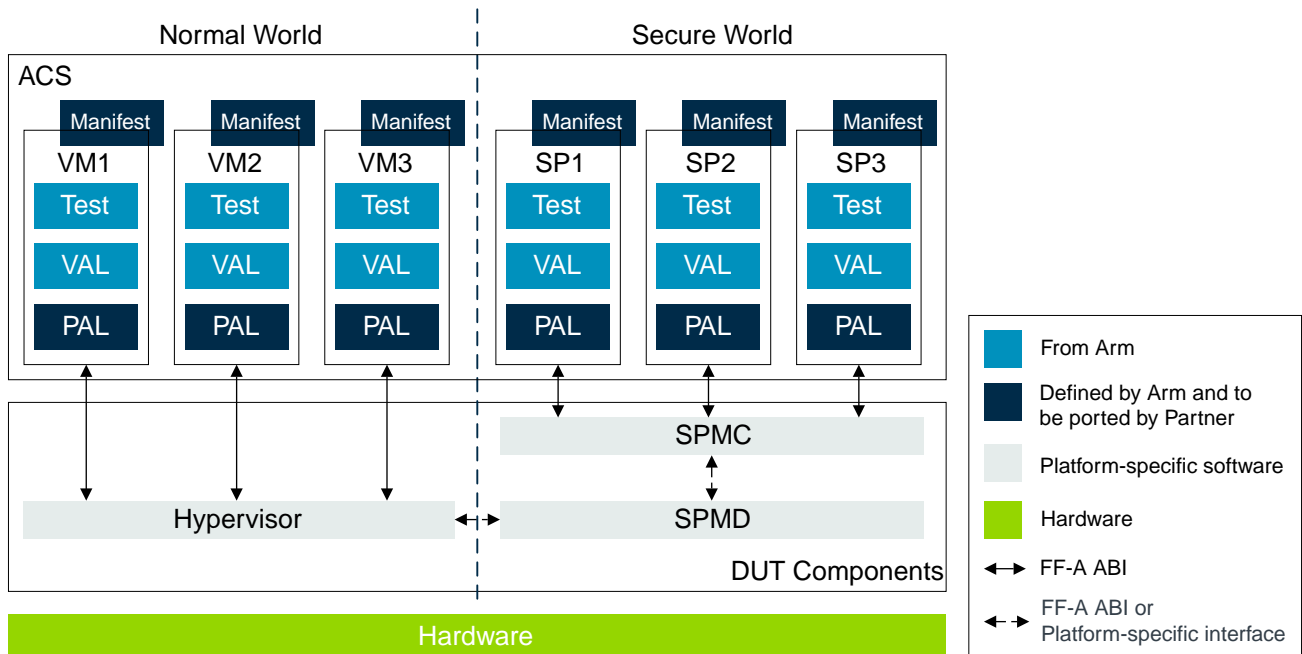 Normal World
Secure World
ACS
Manifest Manifest Manifest Manifest Manifest Manifest
VM1 VM2 VM3 SP1 SP2 SP3
Test Test Test Test Test Test
VAL VAL VAL VAL VAL VAL
PAL PAL PAL PAL PAL PAL
SPMC
Hypervisor
SPMD
DUT Components
Hardware
From Arm
Defined by Arm and to
be ported by Partner
Platform-specific software
Hardware
FF-A ABI
FF-A ABI or
Platform-specific interface